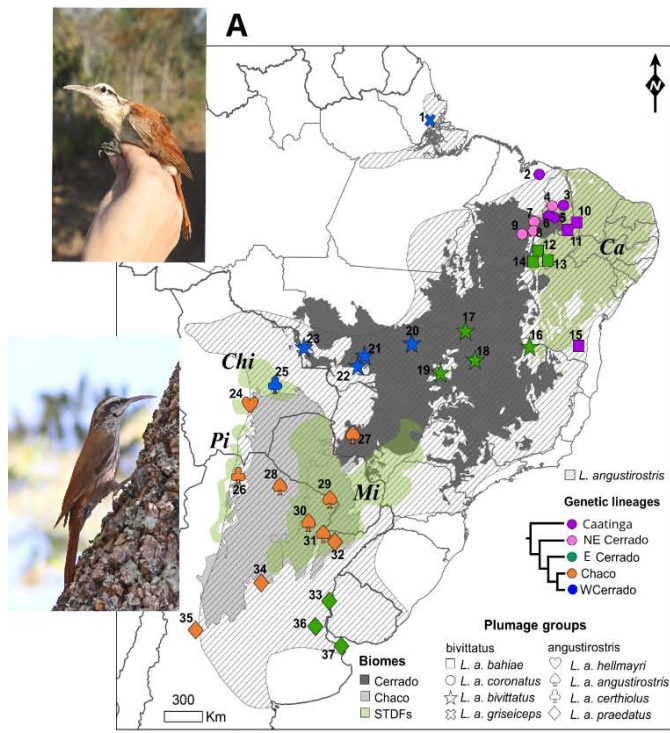 A
N
1
2
3
4
5
6
7
10
9
8
11
Ca
12
14
13
17
20
21
23
16
15
18
22
19
Chi
25
24
27
Pi
28
26
29
Mi
L. angustirostris
30
Genetic lineages
31
32
Caatinga
NE Cerrado
34
E Cerrado
33
Chaco
35
WCerrado
36
Plumage groups
37
Biomes
bivittatus
angustirostris
Cerrado
L. a. bahiae
L. a. hellmayri
Chaco
L. a. coronatus
L. a. angustirostris
STDFs
L. a. bivittatus
L. a. certhiolus
300
Km
L. a. griseiceps
L. a. praedatus